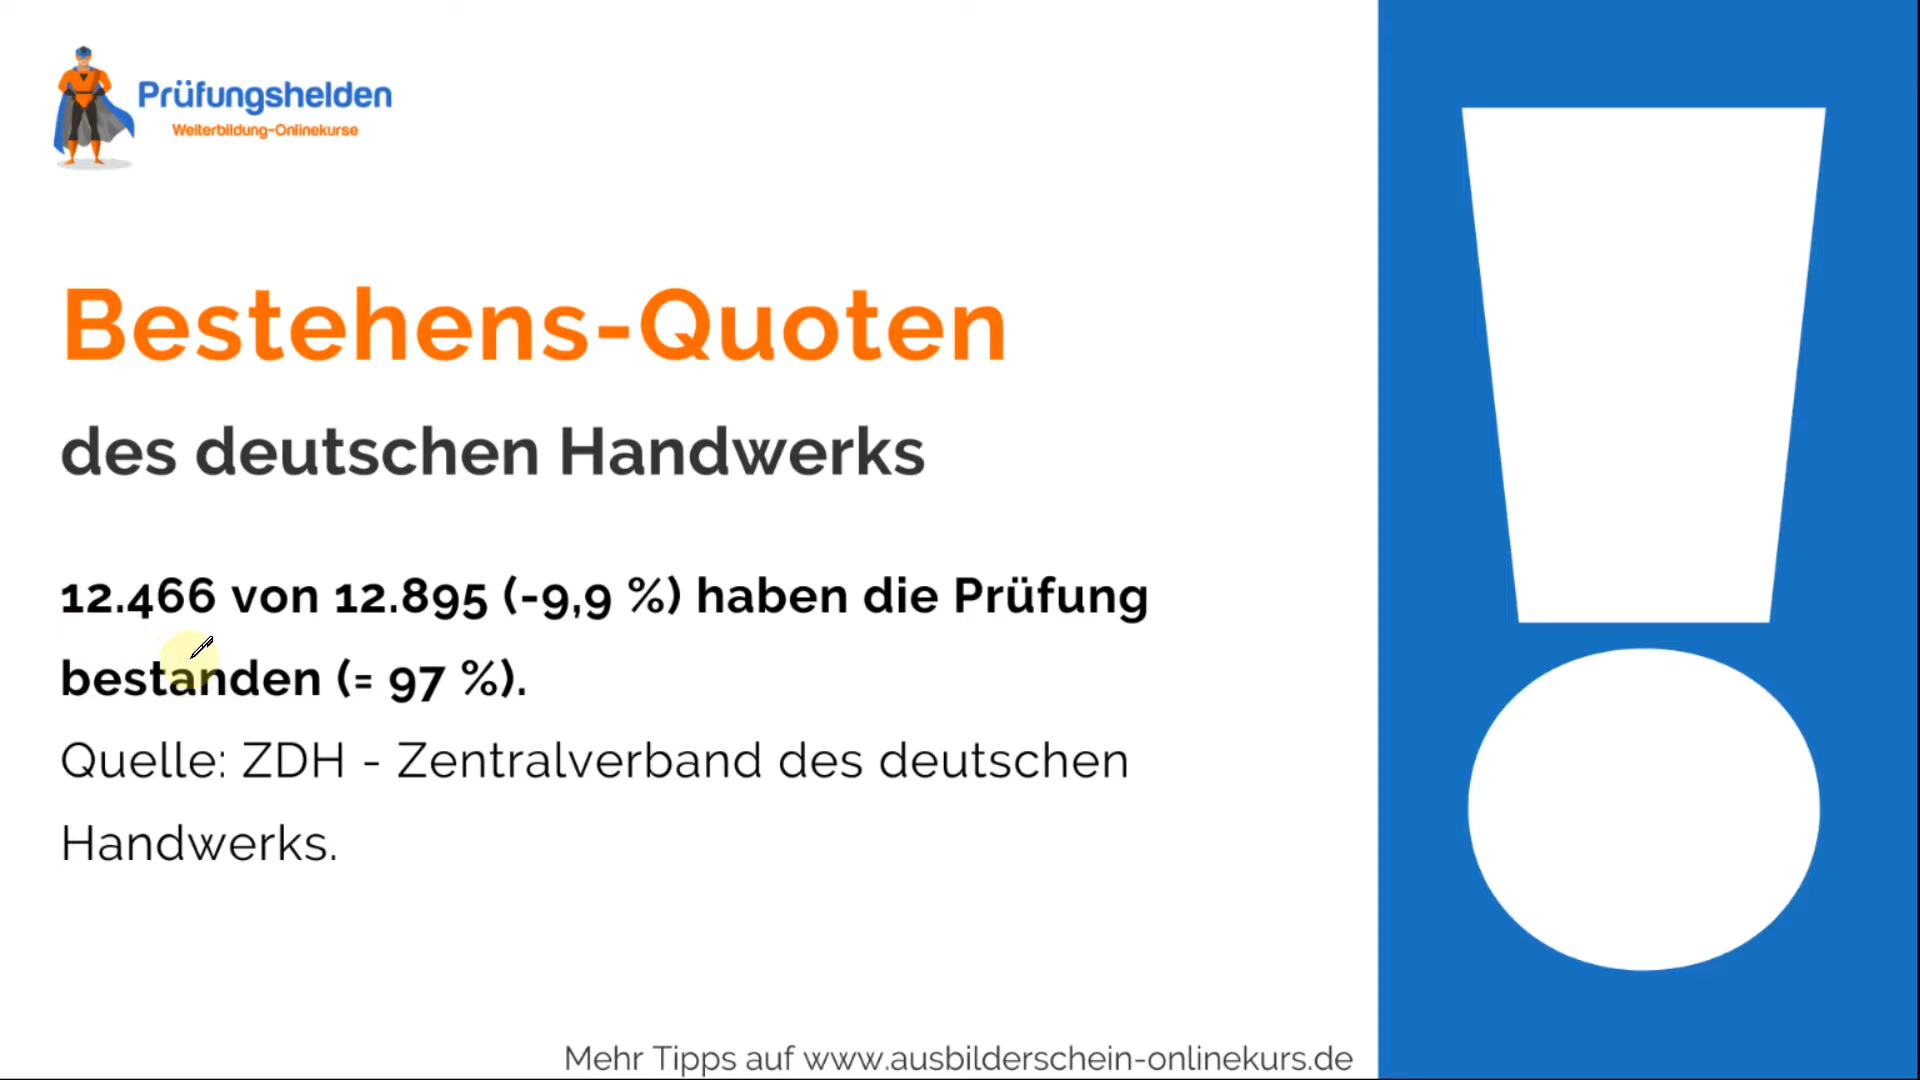 Prüfungshelden
Weiterbildung-Onlinekurse
Bestehens-Quoten
des deutschen Handwerks
12.466 von 12.895 (-9,9 %) haben die Prüfung
bestanden (= 97 %).
Quelle: ZDH - Zentralverband des deutschen
Handwerks.
Mehr Tipps auf www.ausbilderschein-onlinekurs.de